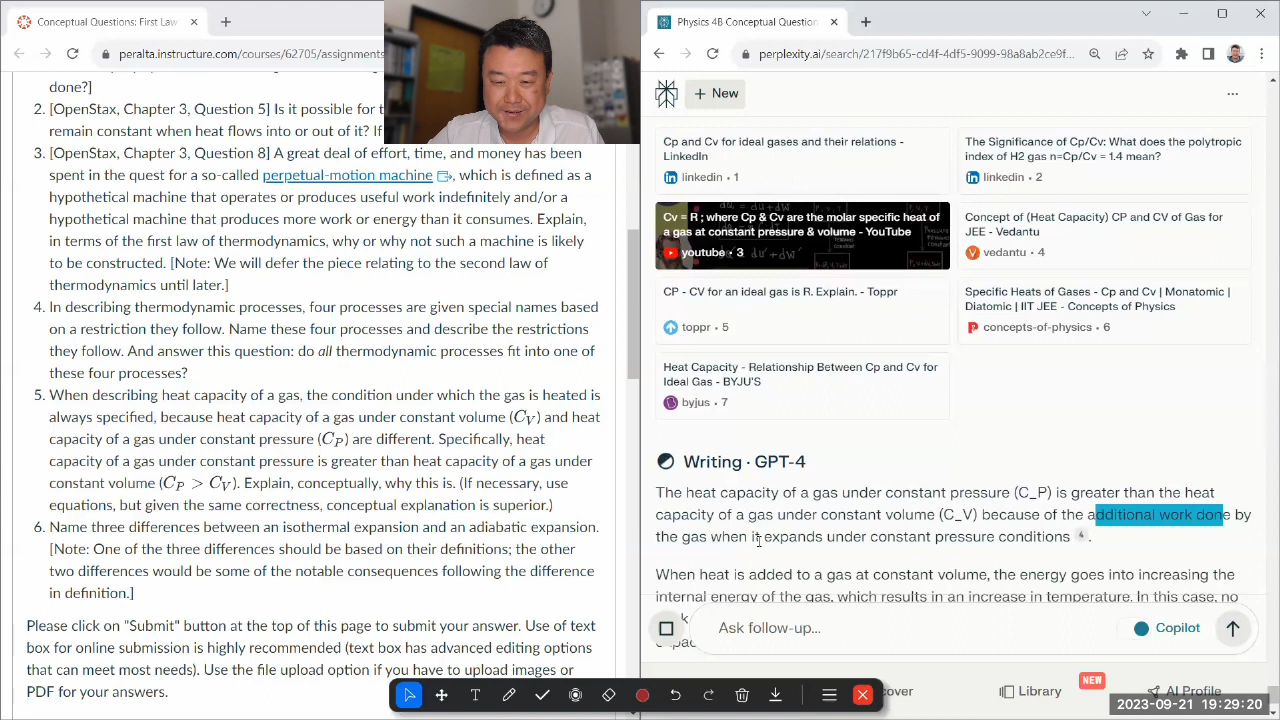 Conceptual Questions: First Law
peralta.instructure.com/courses/62705/assignments
done?]
2. [OpenStax, Chapter 3, Question 5] Is it possible for t
remain constant when heat flows into or out of it? If
3. [OpenStax, Chapter 3, Question 8] A great deal of effort, time, and money has been
spent in the quest for a so-called perpetual-motion machine, which is defined as a
hypothetical machine that operates or produces useful work indefinitely and/or a
hypothetical machine that produces more work or energy than it consumes. Explain,
in terms of the first law of thermodynamics, why or why not such a machine is likely
to be constructed. [Note: We will defer the piece relating to the second law of
thermodynamics until later.]
4. In describing thermodynamic processes, four processes are given special names based
on a restriction they follow. Name these four processes and describe the restrictions
they follow. And answer this question: do all thermodynamic processes fit into one of
these four processes?
5. When describing heat capacity of a gas, the condition under which the gas is heated is
always specified, because heat capacity of a gas under constant volume (C_V) and heat
capacity of a gas under constant pressure (C_P) are different. Specifically, heat
capacity of a gas under constant pressure is greater than heat capacity of a gas under
constant volume (C_P > C_V). Explain, conceptually, why this is. (If necessary, use
equations, but given the same correctness, conceptual explanation is superior.)
6. Name three differences between an isothermal expansion and an adiabatic expansion.
[Note: One of the three differences should be based on their definitions; the other
two differences would be some of the notable consequences following the difference
in definition.]
Please click on "Submit" button at the top of this page to submit your answer. Use of text
box for online submission is highly recommended (text box has advanced editing options
that can meet most needs). Use the file upload option if you have to upload images or
PDF for your answers.
Physics 4B Conceptual Question
perplexity.ai/search/217f9b65-cd4f-4df5-9099-98a8ab2ce9f...
New
Cp and Cv for ideal gases and their relations -
LinkedIn
linkedin · 1
The Significance of Cp/Cv: What does the polytropic
index of H2 gas n=Cp/Cv = 1.4 mean?
linkedin · 2
Cv = R ; where Cp & Cv are the molar specific heat of
a gas at constant pressure & volume - YouTube
youtube · 3
Concept of (Heat Capacity) CP and CV of Gas for
JEE - Vedantu
vedantu · 4
CP - CV for an ideal gas is R. Explain. - Toppr
toppr · 5
Specific Heats of Gases - Cp and Cv | Monatomic |
Diatomic | IIT JEE - Concepts of Physics
concepts-of-physics · 6
Heat Capacity - Relationship Between Cp and Cv for
Ideal Gas - BYJU'S
byjus · 7
Writing · GPT-4
The heat capacity of a gas under constant pressure (C_P) is greater than the heat
capacity of a gas under constant volume (C_V) because of the additional work done by
the gas when it expands under constant pressure conditions 4 .
When heat is added to a gas at constant volume, the energy goes into increasing the
internal energy of the gas, which results in an increase in temperature. In this case, no
Ask follow-up...
Copilot
Library
NEW
AI Profile
2023-09-21 19:29:20